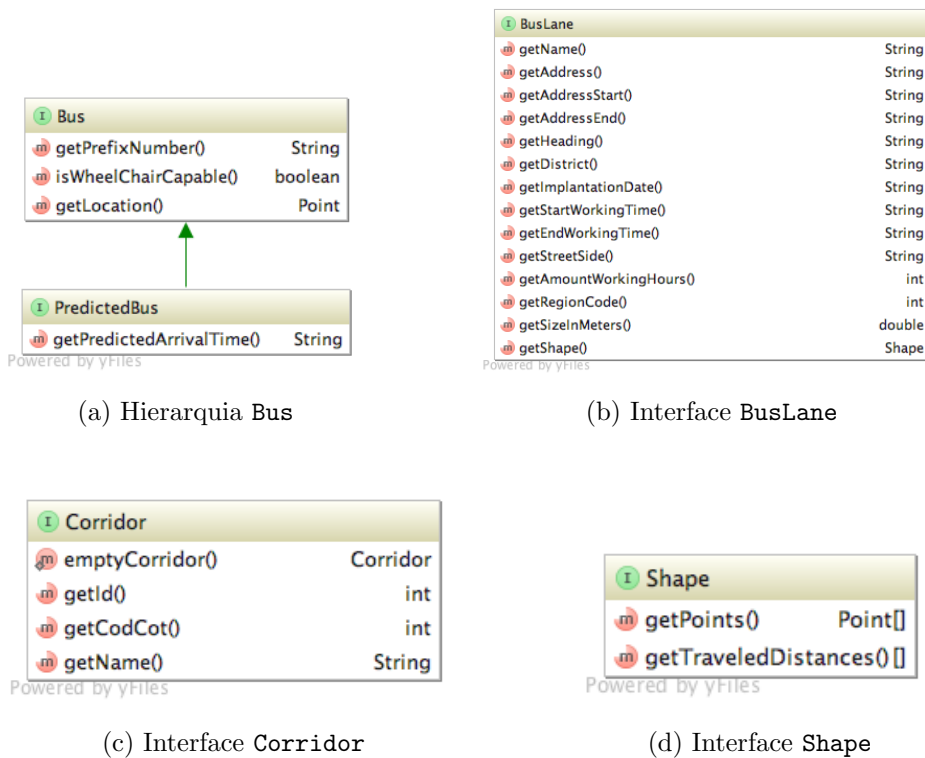 I Bus
m getPrefixNumber() String
m isWheelChairCapable() boolean
m getLocation() Point
I PredictedBus
m getPredictedArrivalTime() String
Powered by yFiles
(a) Hierarquia Bus
I BusLane
m getName() String
m getAddress() String
m getAddressStart() String
m getAddressEnd() String
m getHeading() String
m getDistrict() String
m getImplantationDate() String
m getStartWorkingTime() String
m getEndWorkingTime() String
m getStreetSide() String
m getAmountWorkingHours() int
m getRegionCode() int
m getSizeInMeters() double
m getShape() Shape
Powered by yFiles
(b) Interface BusLane
I Corridor
m emptyCorridor() Corridor
m getId() int
m getCodCot() int
m getName() String
Powered by yFiles
(c) Interface Corridor
I Shape
m getPoints() Point[]
m getTraveledDistances() []
Powered by yFiles
(d) Interface Shape